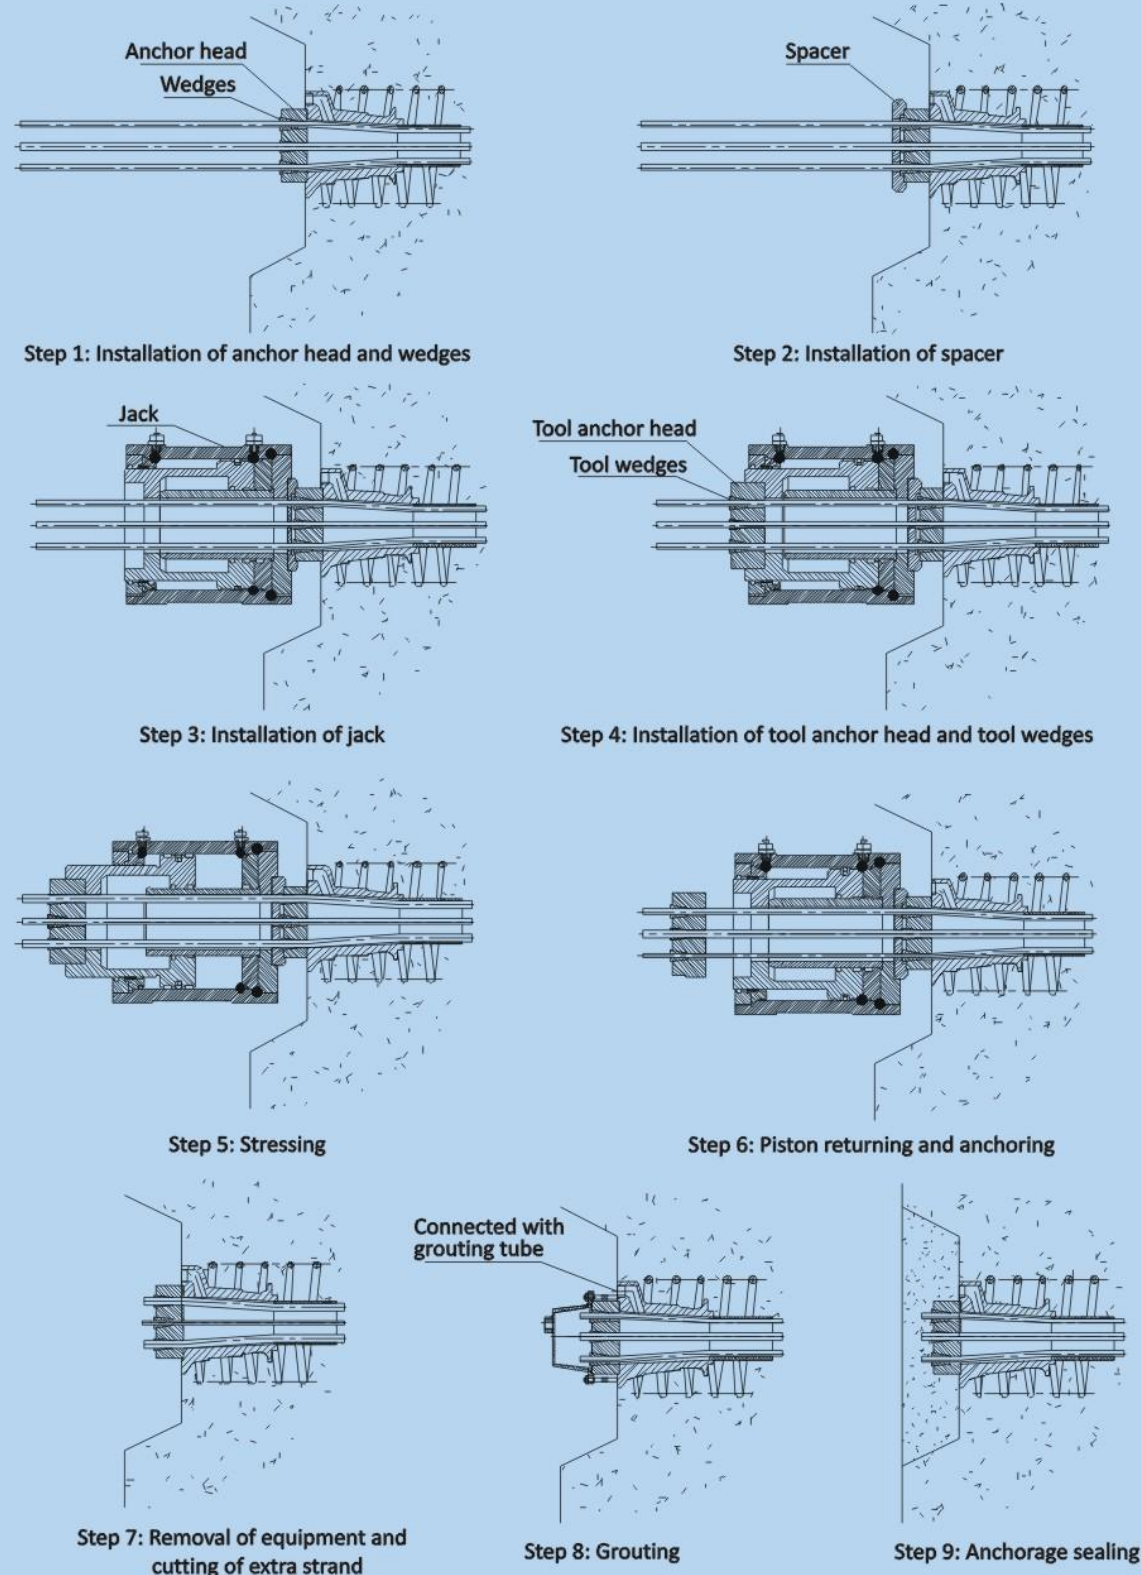 Anchor head
Wedges
Spacer
Step 1: Installation of anchor head and wedges
Step 2: Installation of spacer
Jack
Tool anchor head
Tool wedges
Step 3: Installation of jack
Step 4: Installation of tool anchor head and tool wedges
Step 5: Stressing
Step 6: Piston returning and anchoring
Connected with
grouting tube
Step 7: Removal of equipment and
cutting of extra strand
Step 8: Grouting
Step 9: Anchorage sealing